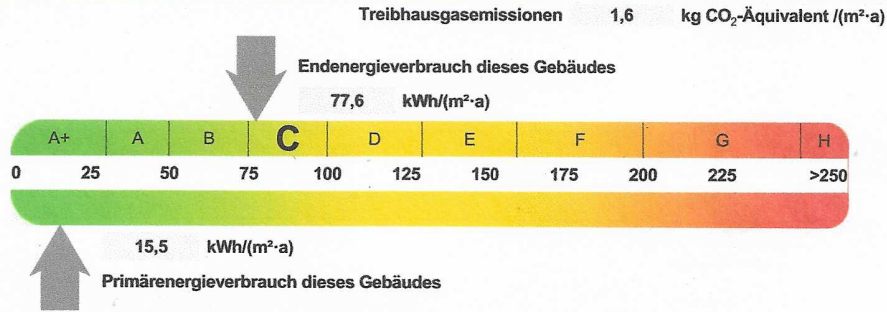 Treibhausgasemissionen 1,6 kg CO₂-Äquivalent /(m²·a)
Endenergieverbrauch dieses Gebäudes
77,6 kWh/(m²·a)
A+ A B C D E F G H
0 25 50 75 100 125 150 175 200 225 >250
15,5 kWh/(m²·a)
Primärenergieverbrauch dieses Gebäudes